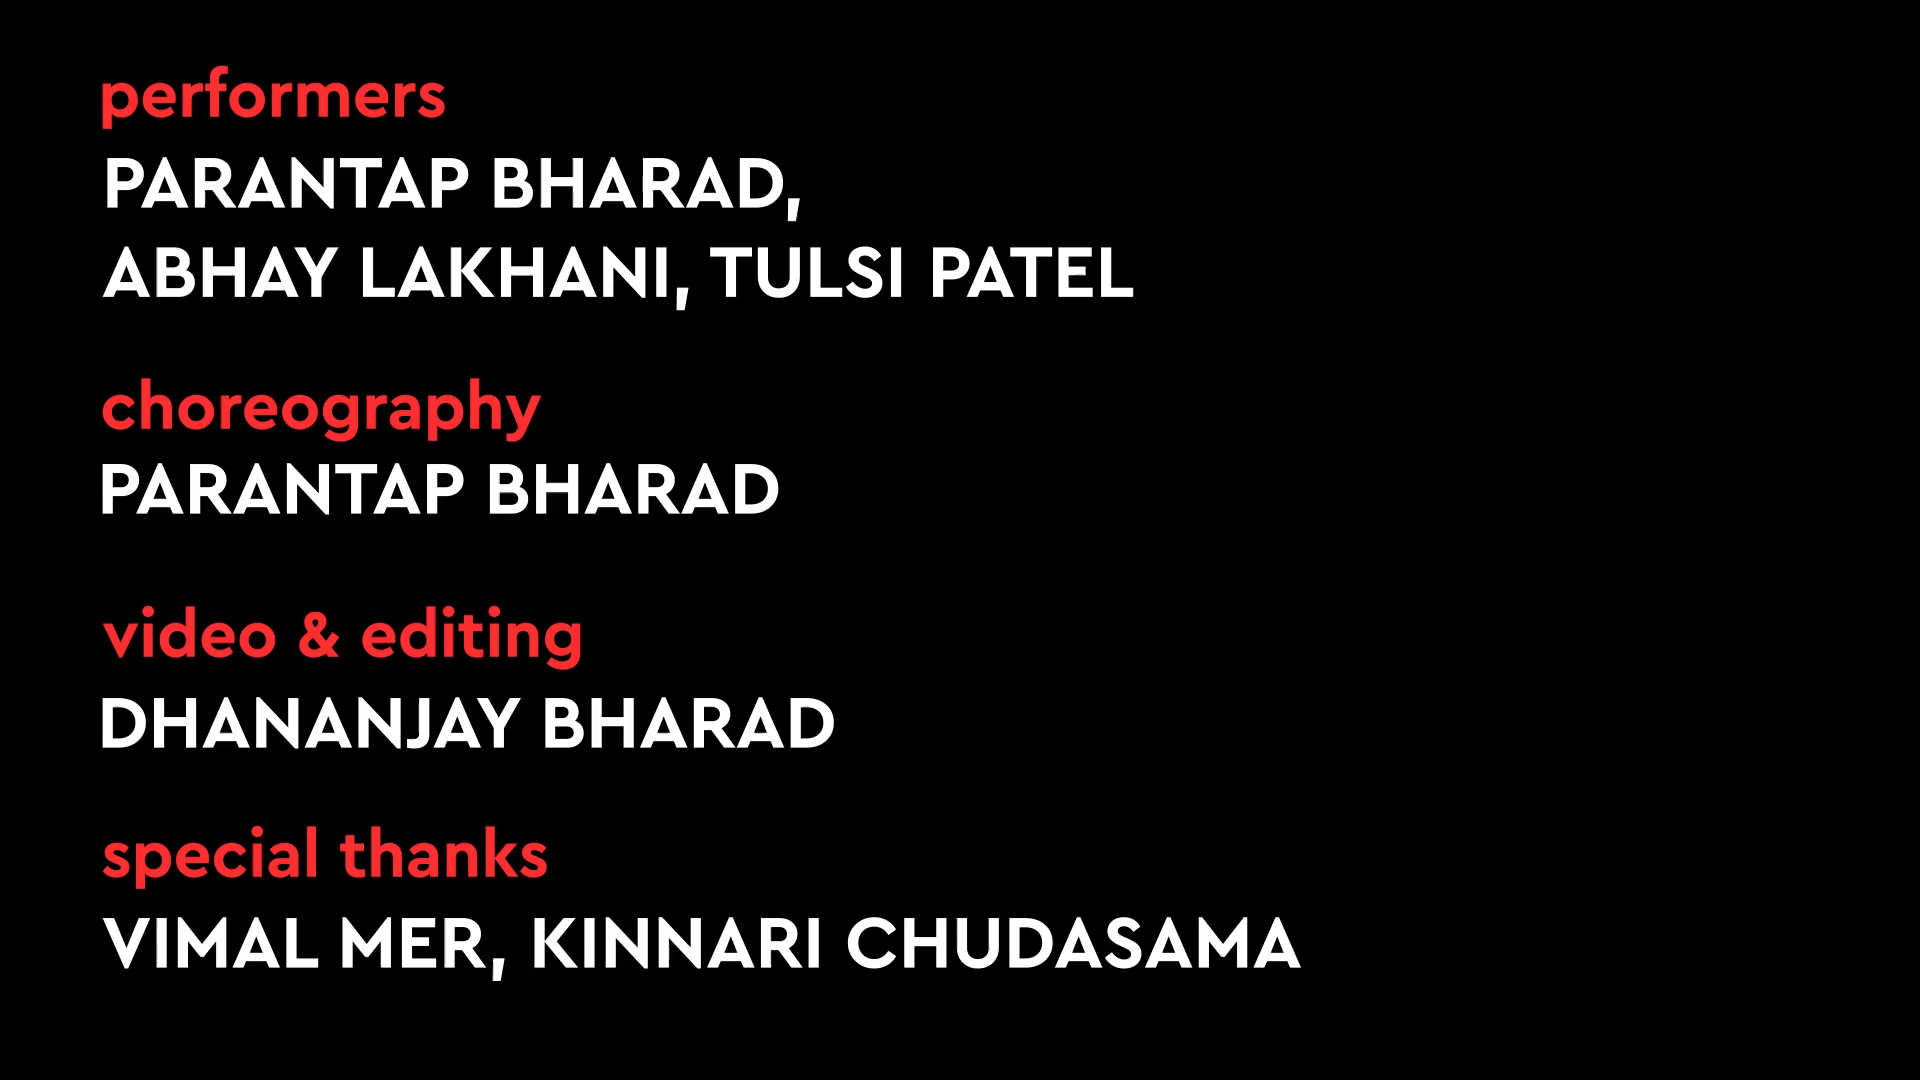 performers
PARANTAP BHARAD,
ABHAY LAKHANI, TULSI PATEL
choreography
PARANTAP BHARAD
video & editing
DHANANJAY BHARAD
special thanks
VIMAL MER, KINNARI CHUDASAMA